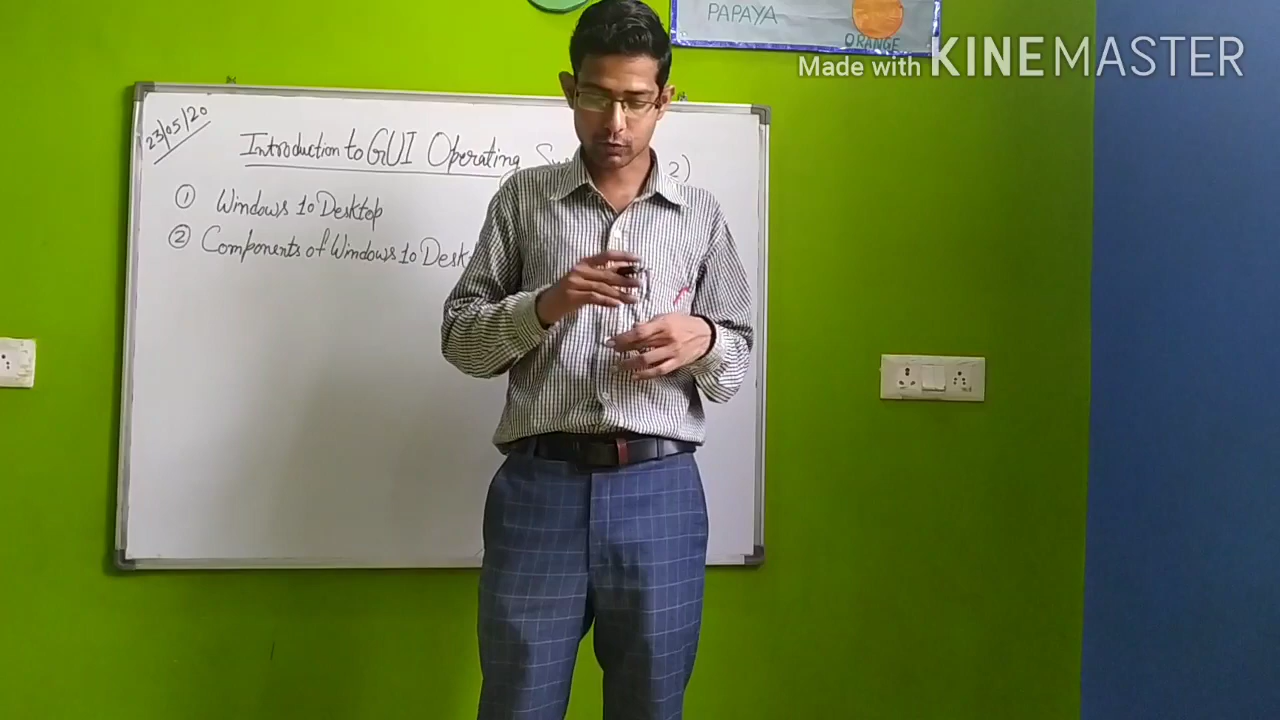 PAPAYA
ORANGE
Made with KINEMASTER
23/05/20
Introduction to GUI Operating 2)
① Windows 10 Desktop
② Components of Windows 10 Desk